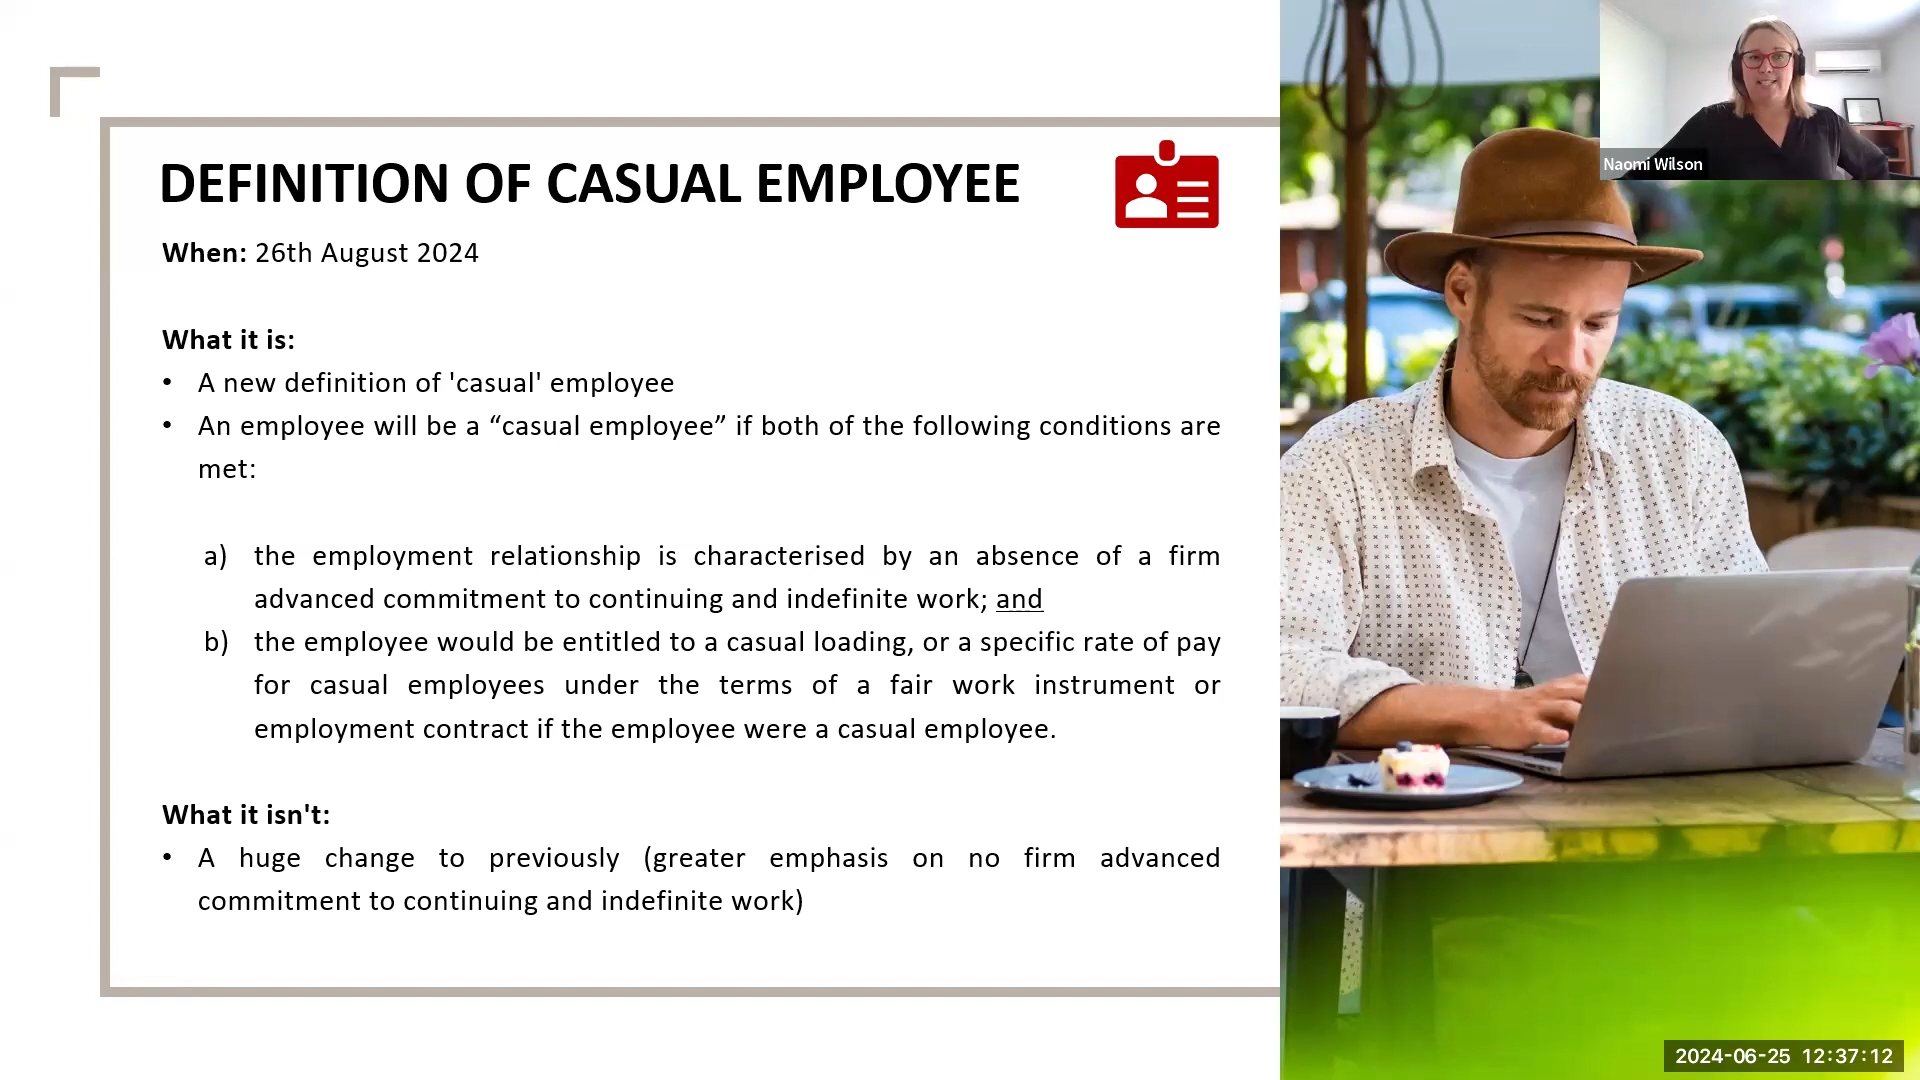 DEFINITION OF CASUAL EMPLOYEE
When: 26th August 2024
What it is:
• A new definition of 'casual' employee
• An employee will be a “casual employee” if both of the following conditions are
met:
a) the employment relationship is characterised by an absence of a firm
advanced commitment to continuing and indefinite work; and
b) the employee would be entitled to a casual loading, or a specific rate of pay
for casual employees under the terms of a fair work instrument or
employment contract if the employee were a casual employee.
What it isn't:
• A huge change to previously (greater emphasis on no firm advanced
commitment to continuing and indefinite work)
Naomi Wilson
2024-06-25 12:37:12